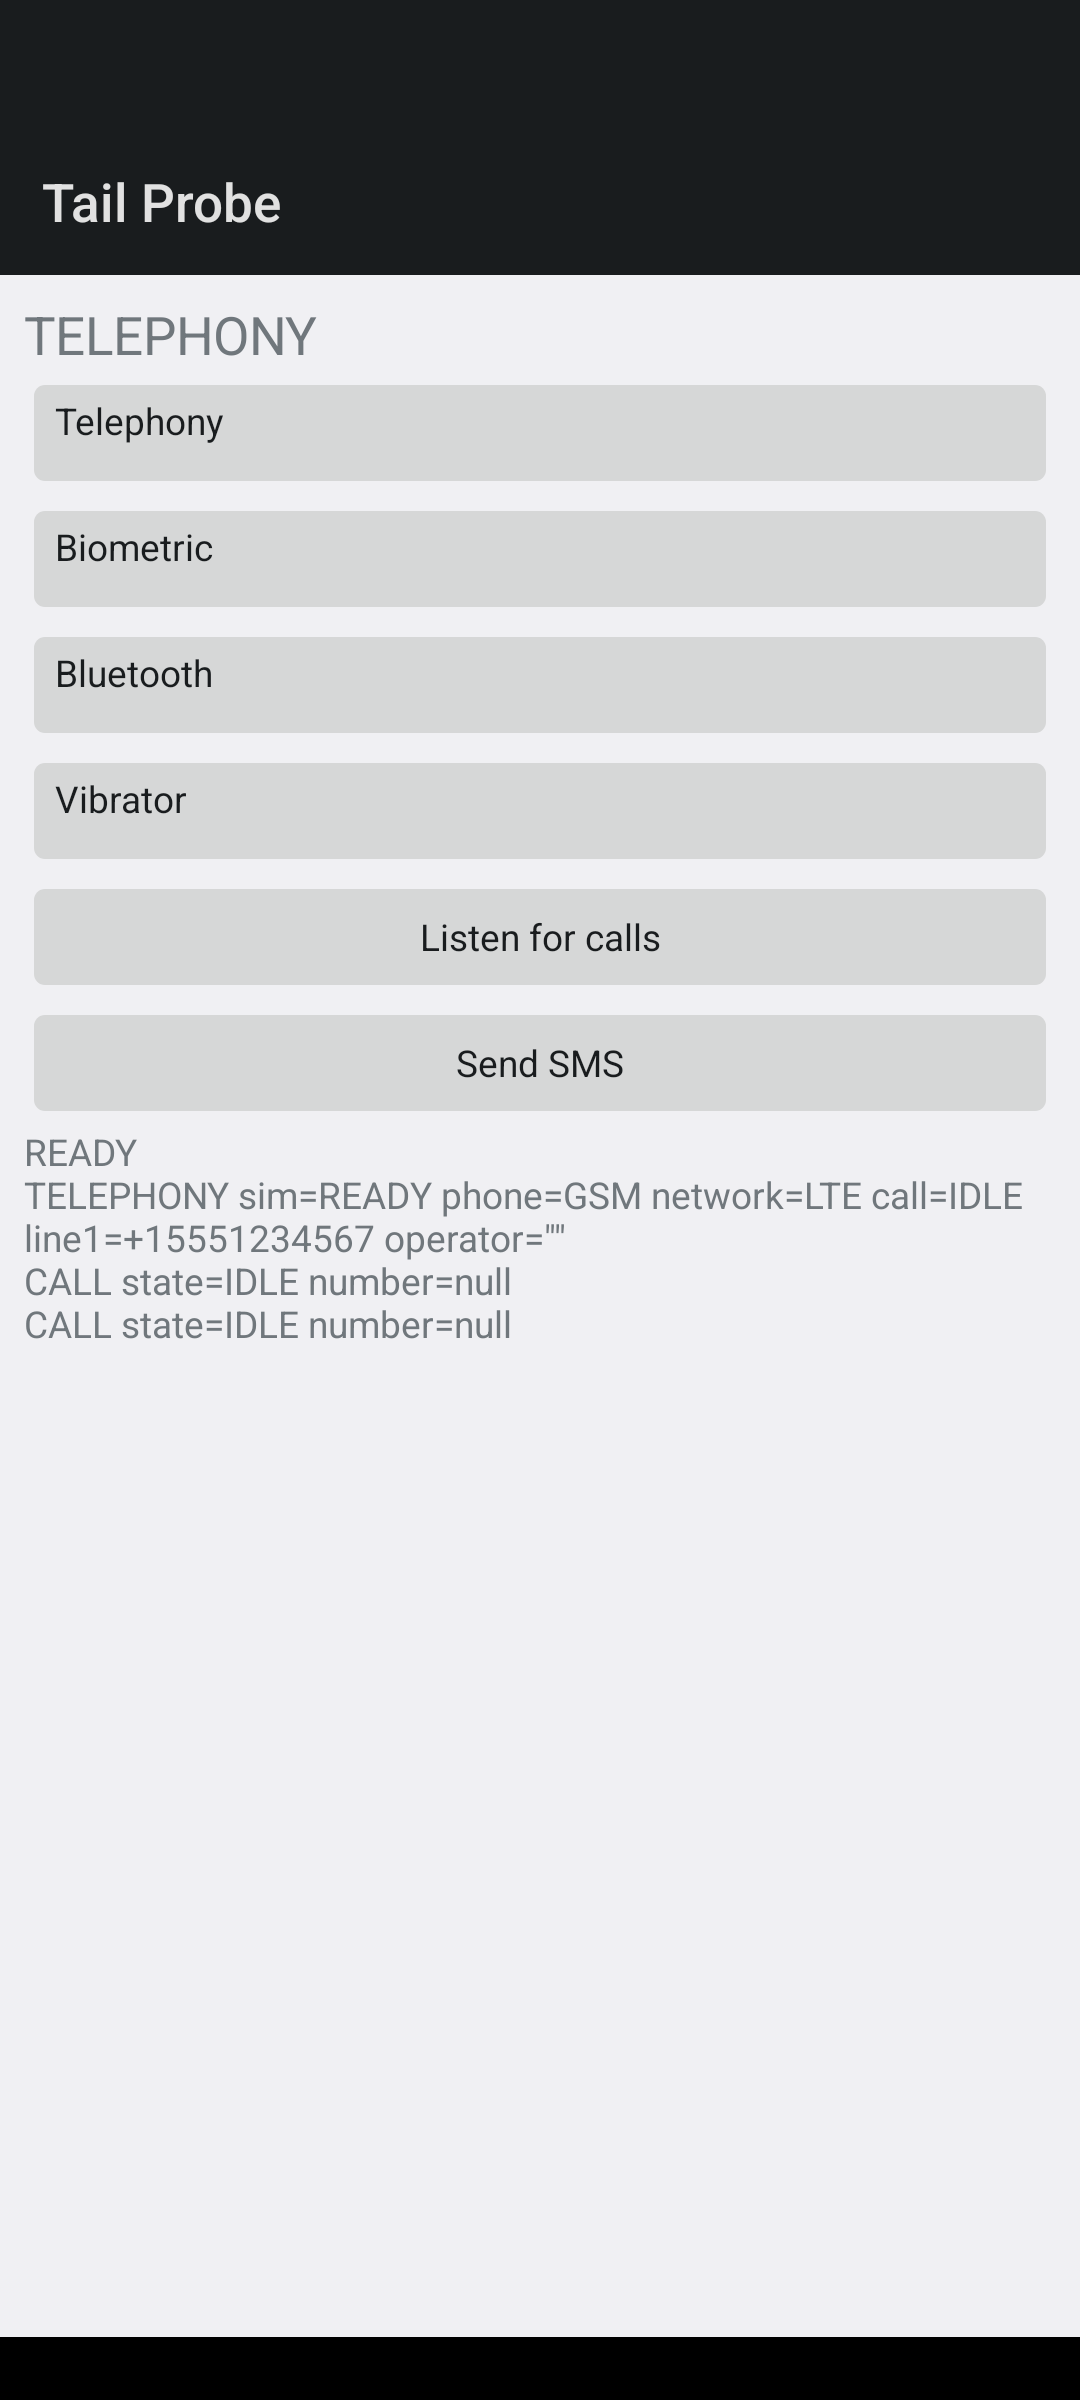 Tail Probe
TELEPHONY
Telephony
Biometric
Bluetooth
Vibrator
Listen for calls
Send SMS
READY
TELEPHONY sim=READY phone=GSM network=LTE call=IDLE
line1=+15551234567 operator=""
CALL state=IDLE number=null
CALL state=IDLE number=null